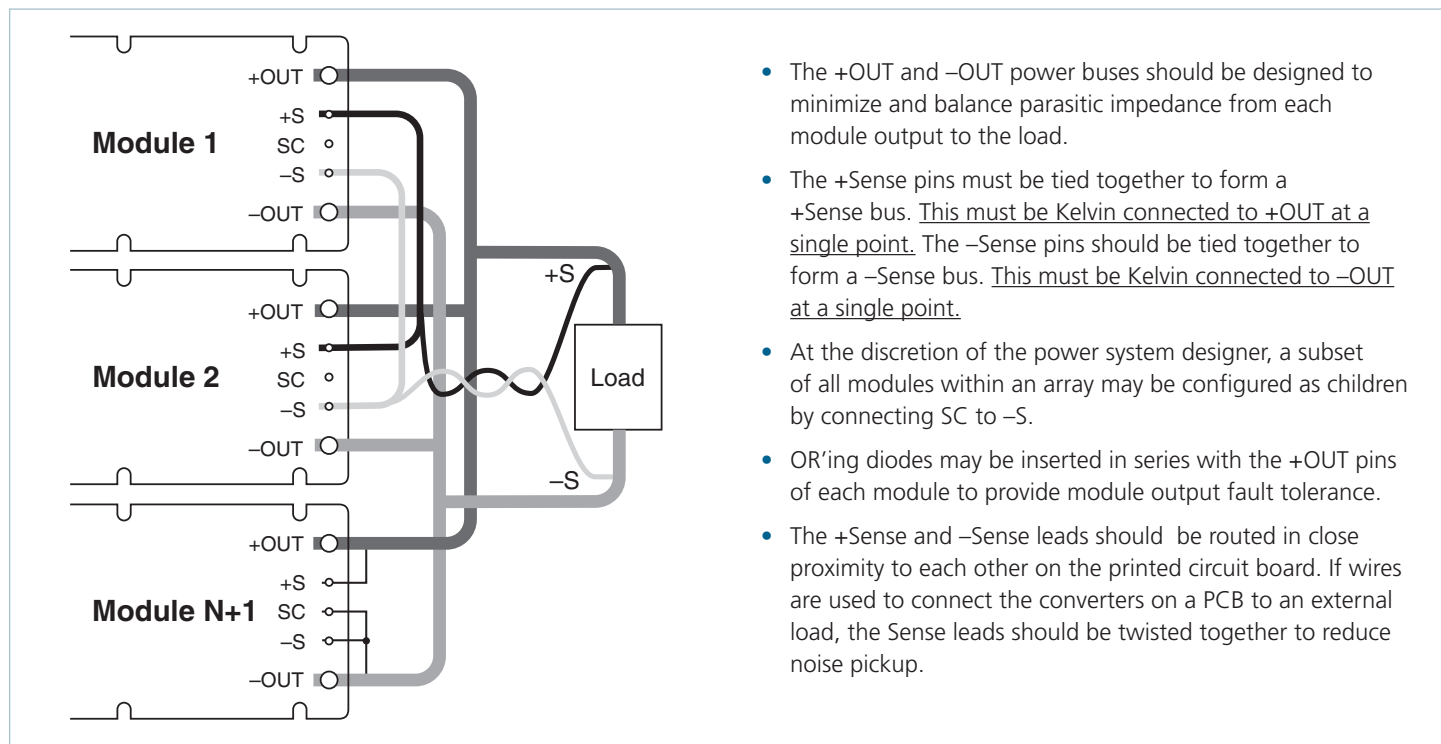 +OUT
+S
Module 1
SC
–S
–OUT
+OUT
+S
Module 2
SC
–S
–OUT
+OUT
+S
Module N+1
SC
–S
–OUT
+S
Load
–S
• The +OUT and –OUT power buses should be designed to
minimize and balance parasitic impedance from each
module output to the load.
• The +Sense pins must be tied together to form a
+Sense bus. This must be Kelvin connected to +OUT at a
single point. The –Sense pins should be tied together to
form a –Sense bus. This must be Kelvin connected to –OUT
at a single point.
• At the discretion of the power system designer, a subset
of all modules within an array may be configured as children
by connecting SC to –S.
• OR'ing diodes may be inserted in series with the +OUT pins
of each module to provide module output fault tolerance.
• The +Sense and –Sense leads should  be routed in close
proximity to each other on the printed circuit board. If wires
are used to connect the converters on a PCB to an external
load, the Sense leads should be twisted together to reduce
noise pickup.